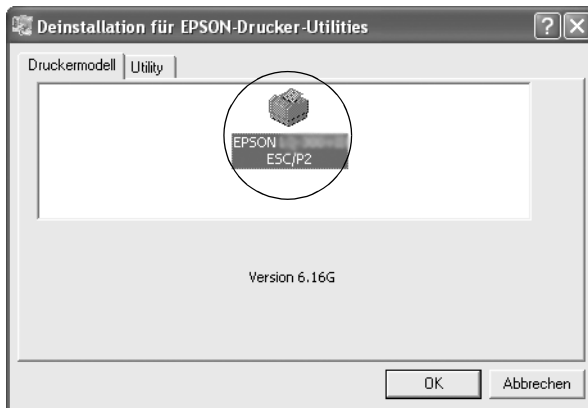 Deinstallation für EPSON-Drucker-Utilities
Druckermodell
Utility
EPSON
ESC/P2
Version 6.16G
OK
Abbrechen